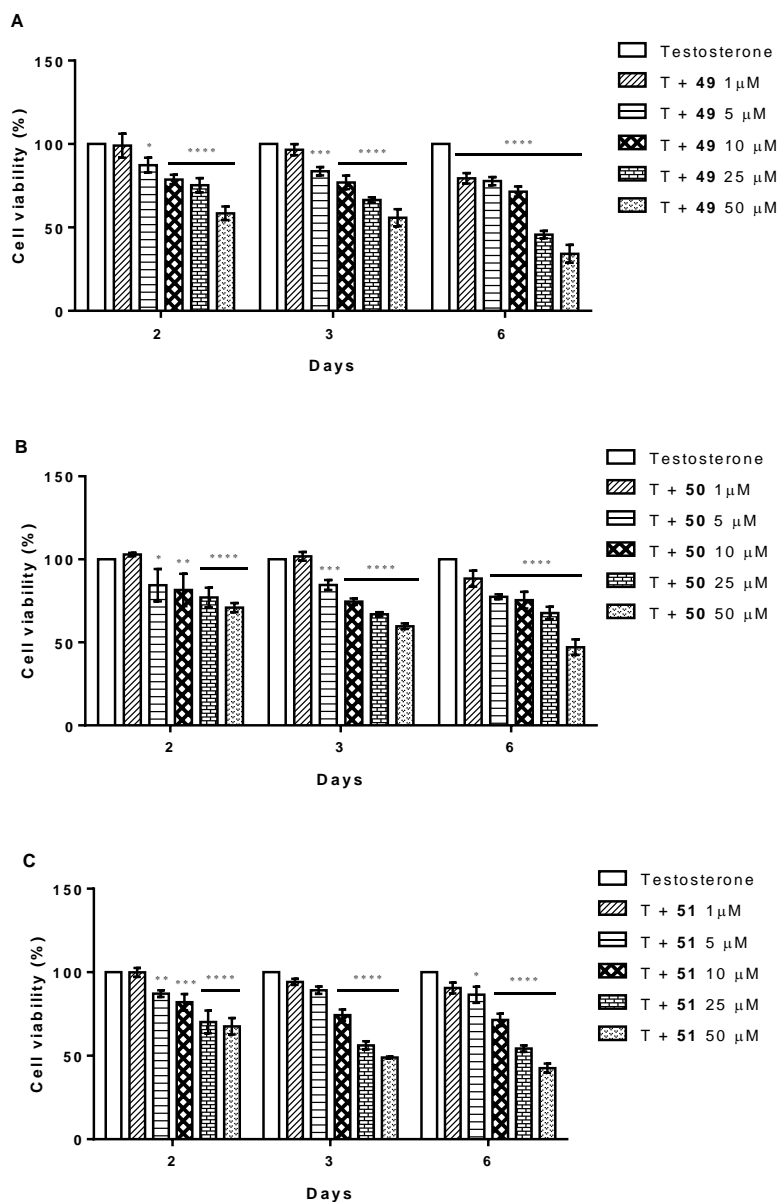 A
150
100
50
0
Cell viability (%)
* **** *** **** ****
2 3 6
Days
Testosterone
T + 49 1μM
T + 49 5 μM
T + 49 10 μM
T + 49 25 μM
T + 49 50 μM
B
150
100
50
0
Cell viability (%)
* ** **** *** **** ****
2 3 6
Days
Testosterone
T + 50 1μM
T + 50 5 μM
T + 50 10 μM
T + 50 25 μM
T + 50 50 μM
C
150
100
50
0
Cell viability (%)
** *** **** **** * ****
2 3 6
Days
Testosterone
T + 51 1μM
T + 51 5 μM
T + 51 10 μM
T + 51 25 μM
T + 51 50 μM